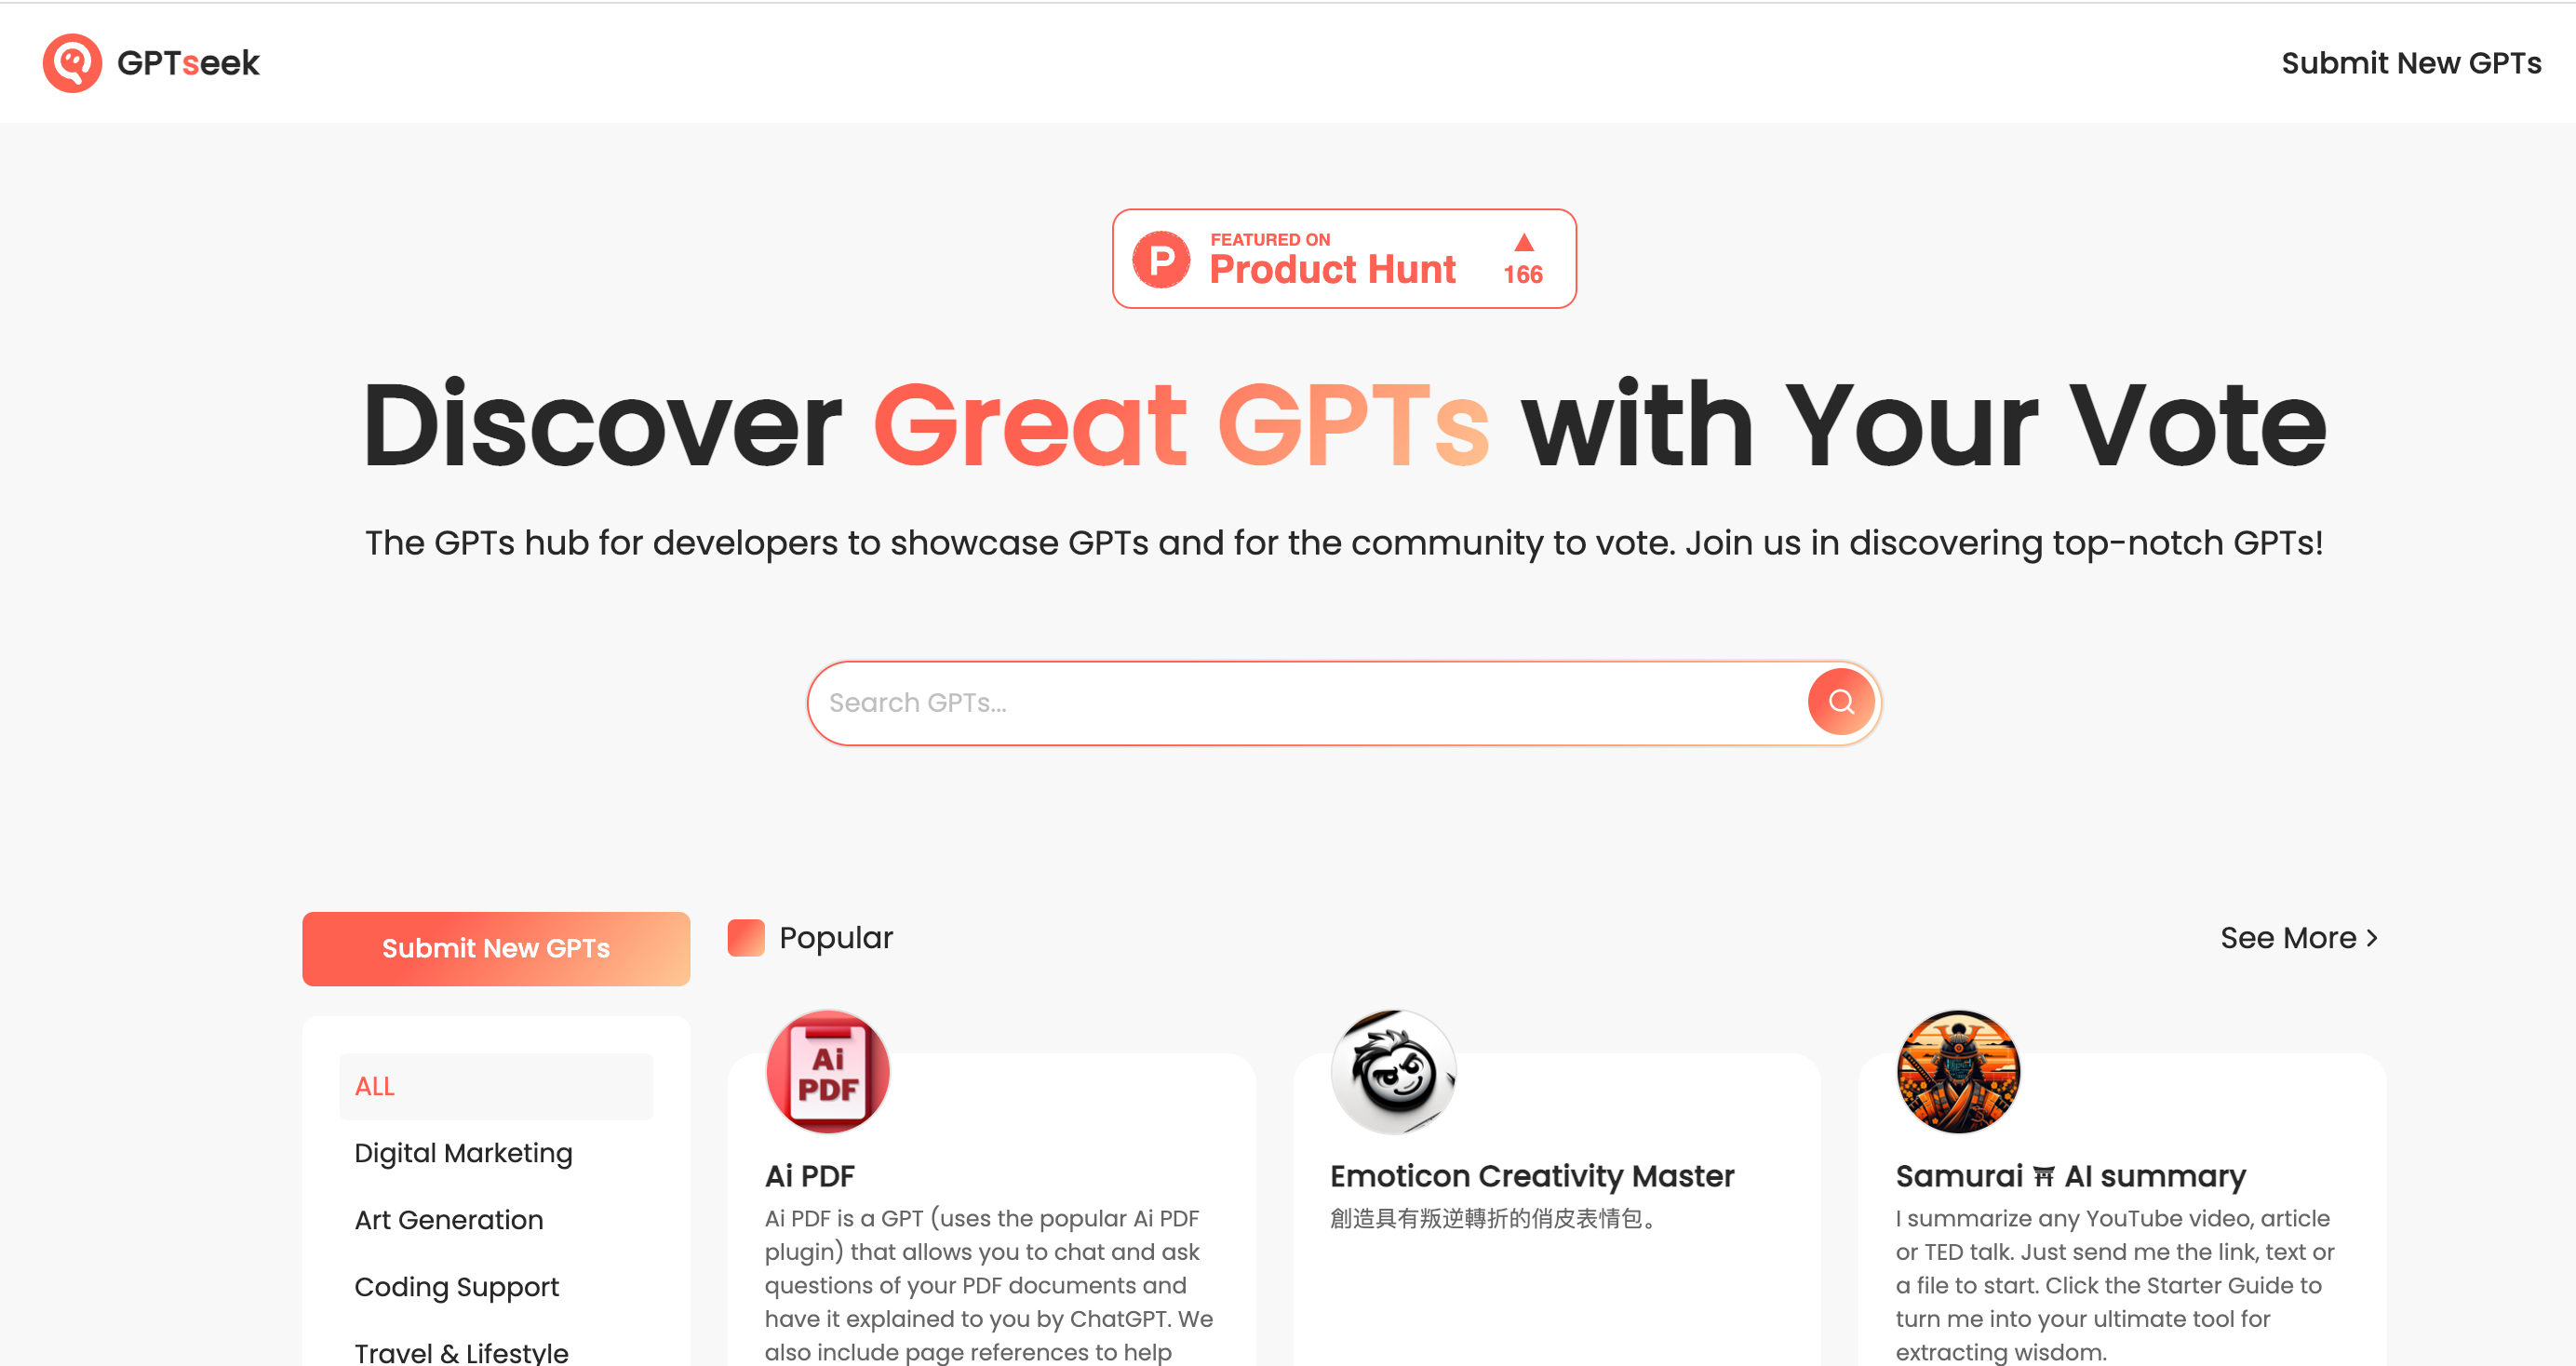 GPTseek
Submit New GPTs
FEATURED ON
Product Hunt
166
Discover Great GPTs with Your Vote
The GPTs hub for developers to showcase GPTs and for the community to vote. Join us in discovering top-notch GPTs!
Search GPTs...
Submit New GPTs
ALL
Digital Marketing
Art Generation
Coding Support
Travel & Lifestyle
Popular
See More >
Ai
PDF
Ai PDF
Ai PDF is a GPT (uses the popular Ai PDF
plugin) that allows you to chat and ask
questions of your PDF documents and
have it explained to you by ChatGPT. We
also include page references to help
Emoticon Creativity Master
創造具有叛逆轉折的俏皮表情包。
Samurai ⛩ AI summary
I summarize any YouTube video, article
or TED talk. Just send me the link, text or
a file to start. Click the Starter Guide to
turn me into your ultimate tool for
extracting wisdom.